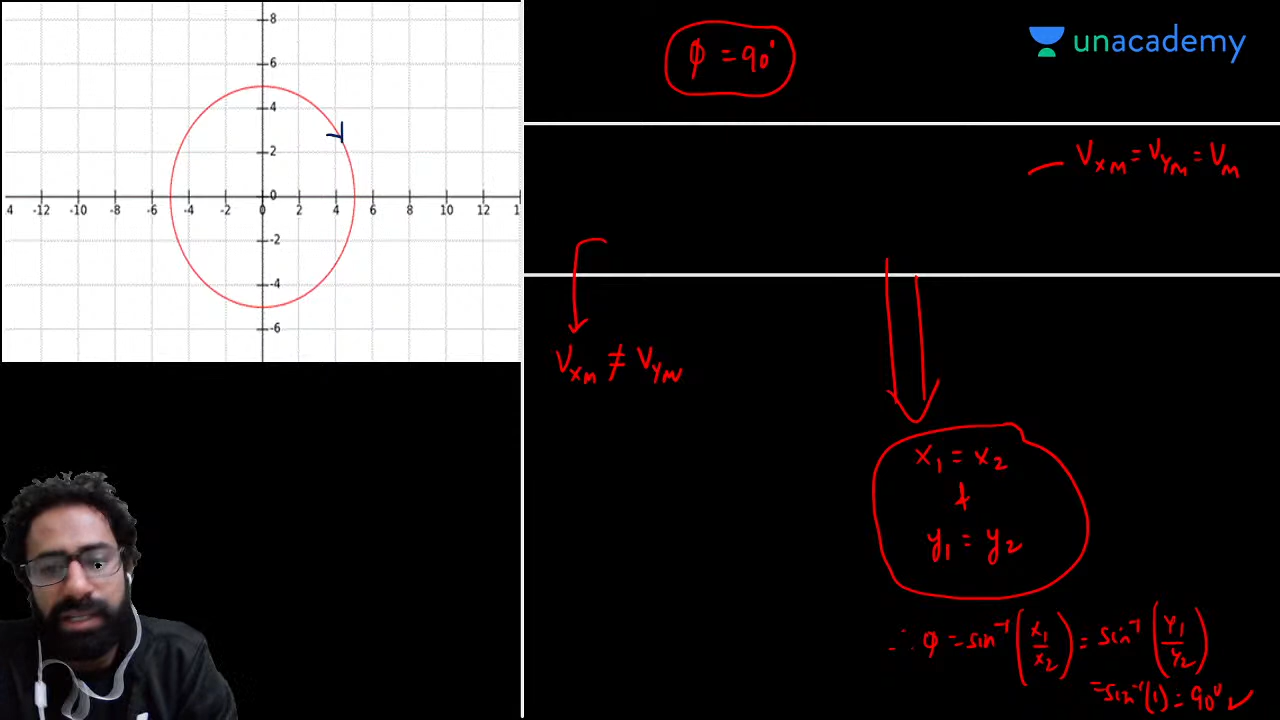 8
6
4
2
0
4 -12 -10 -8 -6 -4 -2 0 2 4 6 8 10 12 1
-2
-4
-6
ϕ = 90°
unacademy
V_XM = V_YM = V_M
V_XM ≠ V_YM
x₁ = x₂
&
y₁ = y₂
∴ ϕ = sin⁻¹(x₁/x₂) = sin⁻¹(y₁/y₂)
= sin⁻¹(1) = 90° ✓